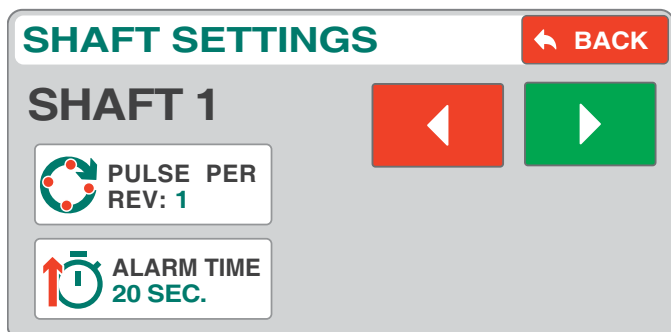 SHAFT SETTINGS
BACK
SHAFT 1
PULSE PER
REV: 1
ALARM TIME
20 SEC.